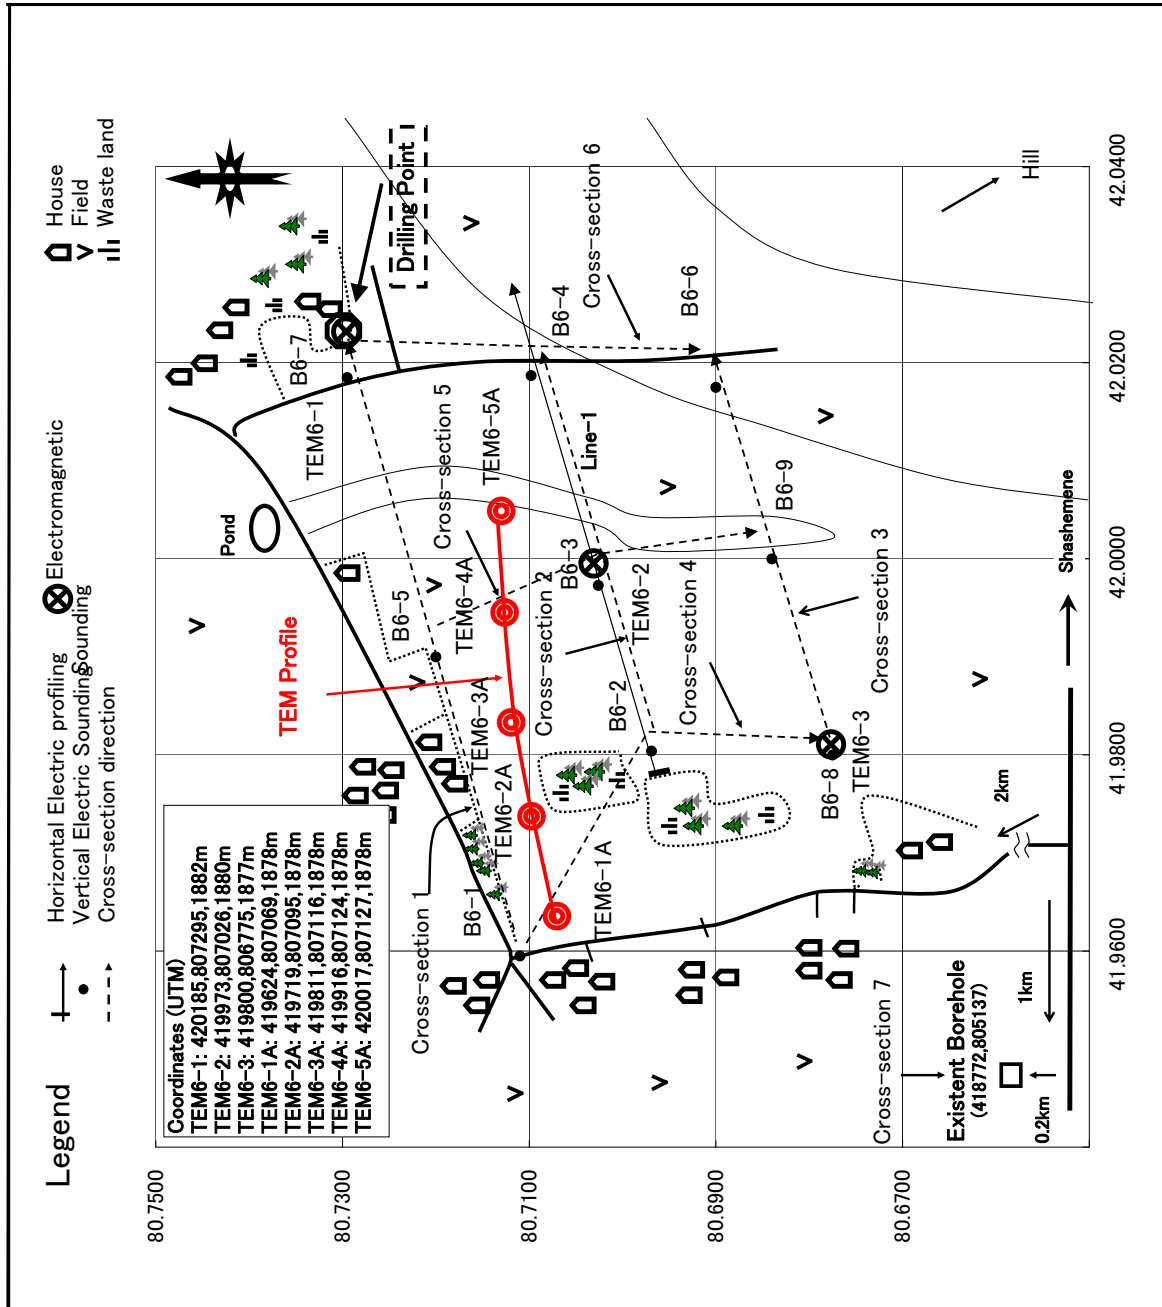 Legend
Horizontal Electric profiling
Vertical Electric Sounding
Cross-section direction
Electromagnetic
Sounding
House
Field
Waste land
Coordinates (UTM)
TEM6-1: 420185,807295,1882m
TEM6-2: 419973,807026,1880m
TEM6-3: 419800,806775,1877m
TEM6-1A: 419624,807069,1878m
TEM6-2A: 419719,807095,1878m
TEM6-3A: 419811,807116,1878m
TEM6-4A: 419916,807124,1878m
TEM6-5A: 420017,807127,1878m
80.7500
80.7300
80.7100
80.6900
80.6700
41.9600
41.9800
42.0000
42.0200
42.0400
Pond
TEM Profile
Drilling Point
B6-7
TEM6-1
Cross-section 5
TEM6-5A
B6-5
TEM6-4A
TEM6-3A
TEM6-2A
TEM6-1A
Cross-section 1
B6-1
Cross-section 2
B6-3
TEM6-2
B6-2
Line-1
B6-4
Cross-section 6
B6-6
Cross-section 4
B6-9
Cross-section 3
B6-8
TEM6-3
Hill
Shashemene
2km
1km
0.2km
Cross-section 7
Existent Borehole
(418772,805137)